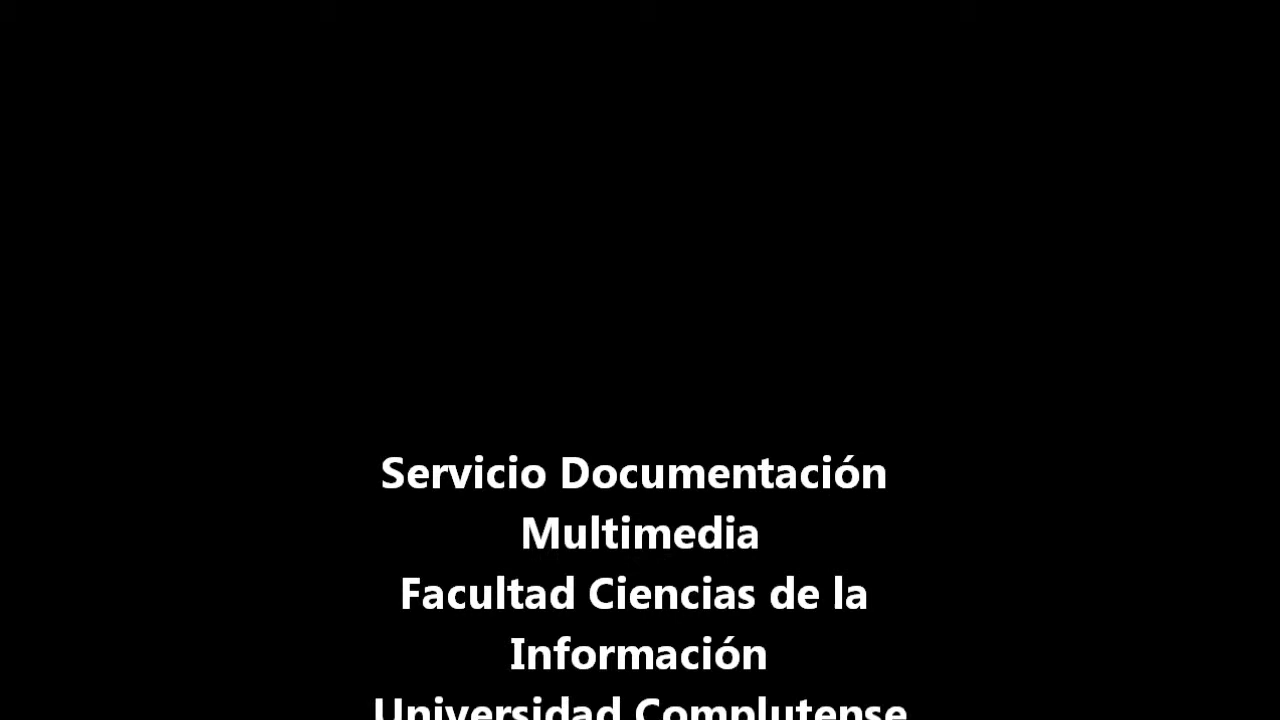 Servicio Documentación
Multimedia
Facultad Ciencias de la
Información
Universidad Complutense